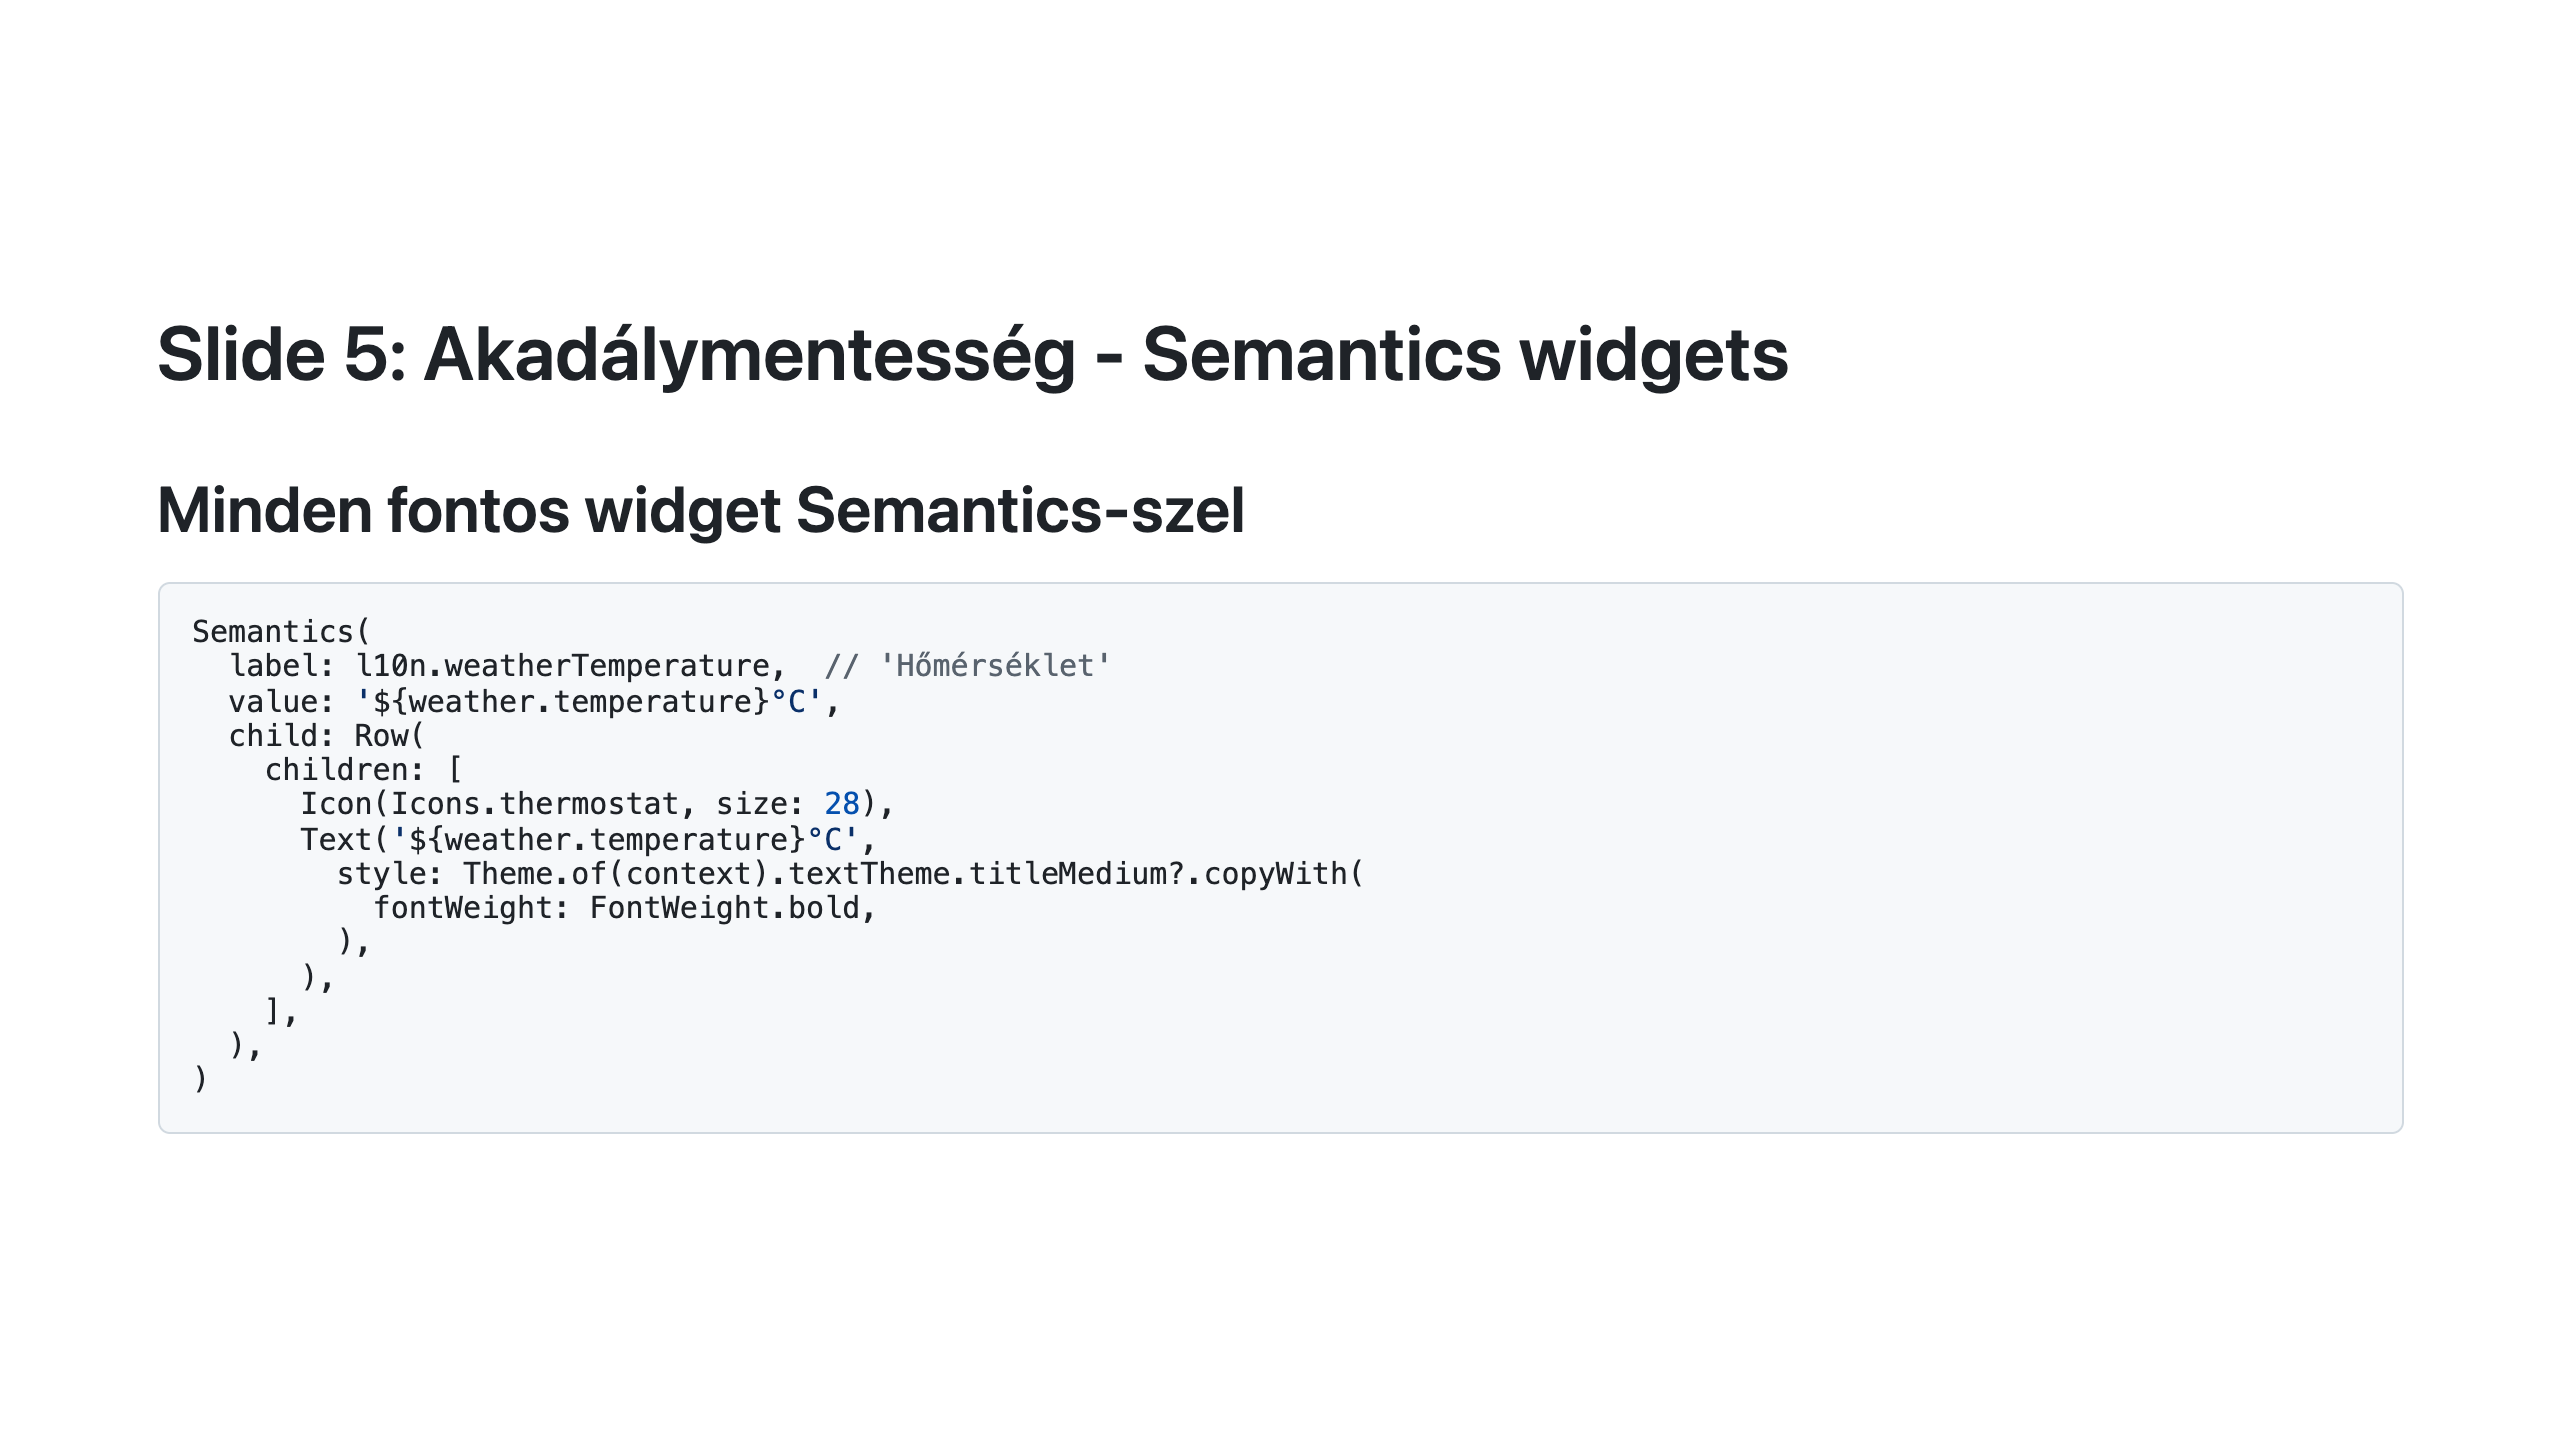 Slide 5: Akadálymentesség - Semantics widgets
Minden fontos widget Semantics-szel
Semantics(
  label: l10n.weatherTemperature,  // 'Hőmérséklet'
  value: '${weather.temperature}°C',
  child: Row(
    children: [
      Icon(Icons.thermostat, size: 28),
      Text('${weather.temperature}°C',
        style: Theme.of(context).textTheme.titleMedium?.copyWith(
          fontWeight: FontWeight.bold,
        ),
      ),
    ],
  ),
)